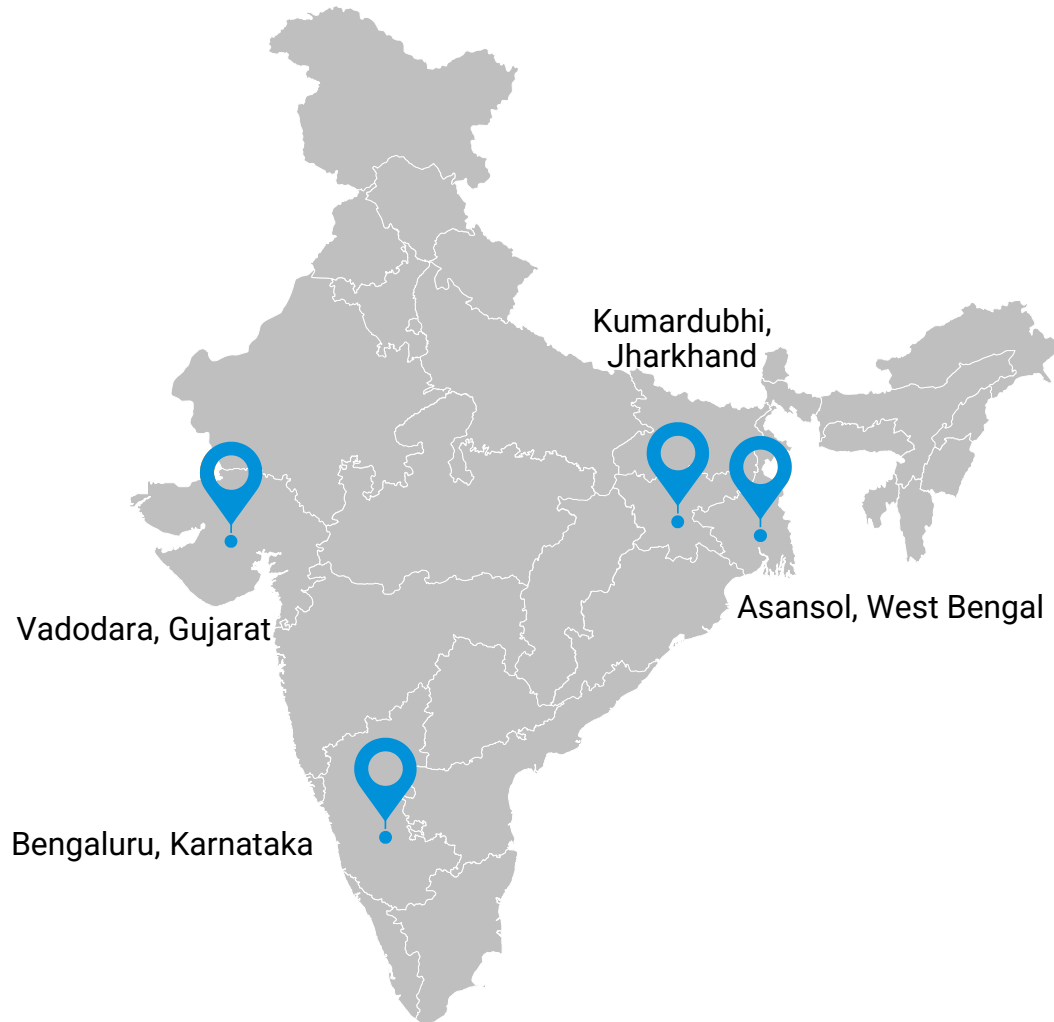 Kumardubhi,
Jharkhand
Vadodara, Gujarat
Asansol, West Bengal
Bengaluru, Karnataka